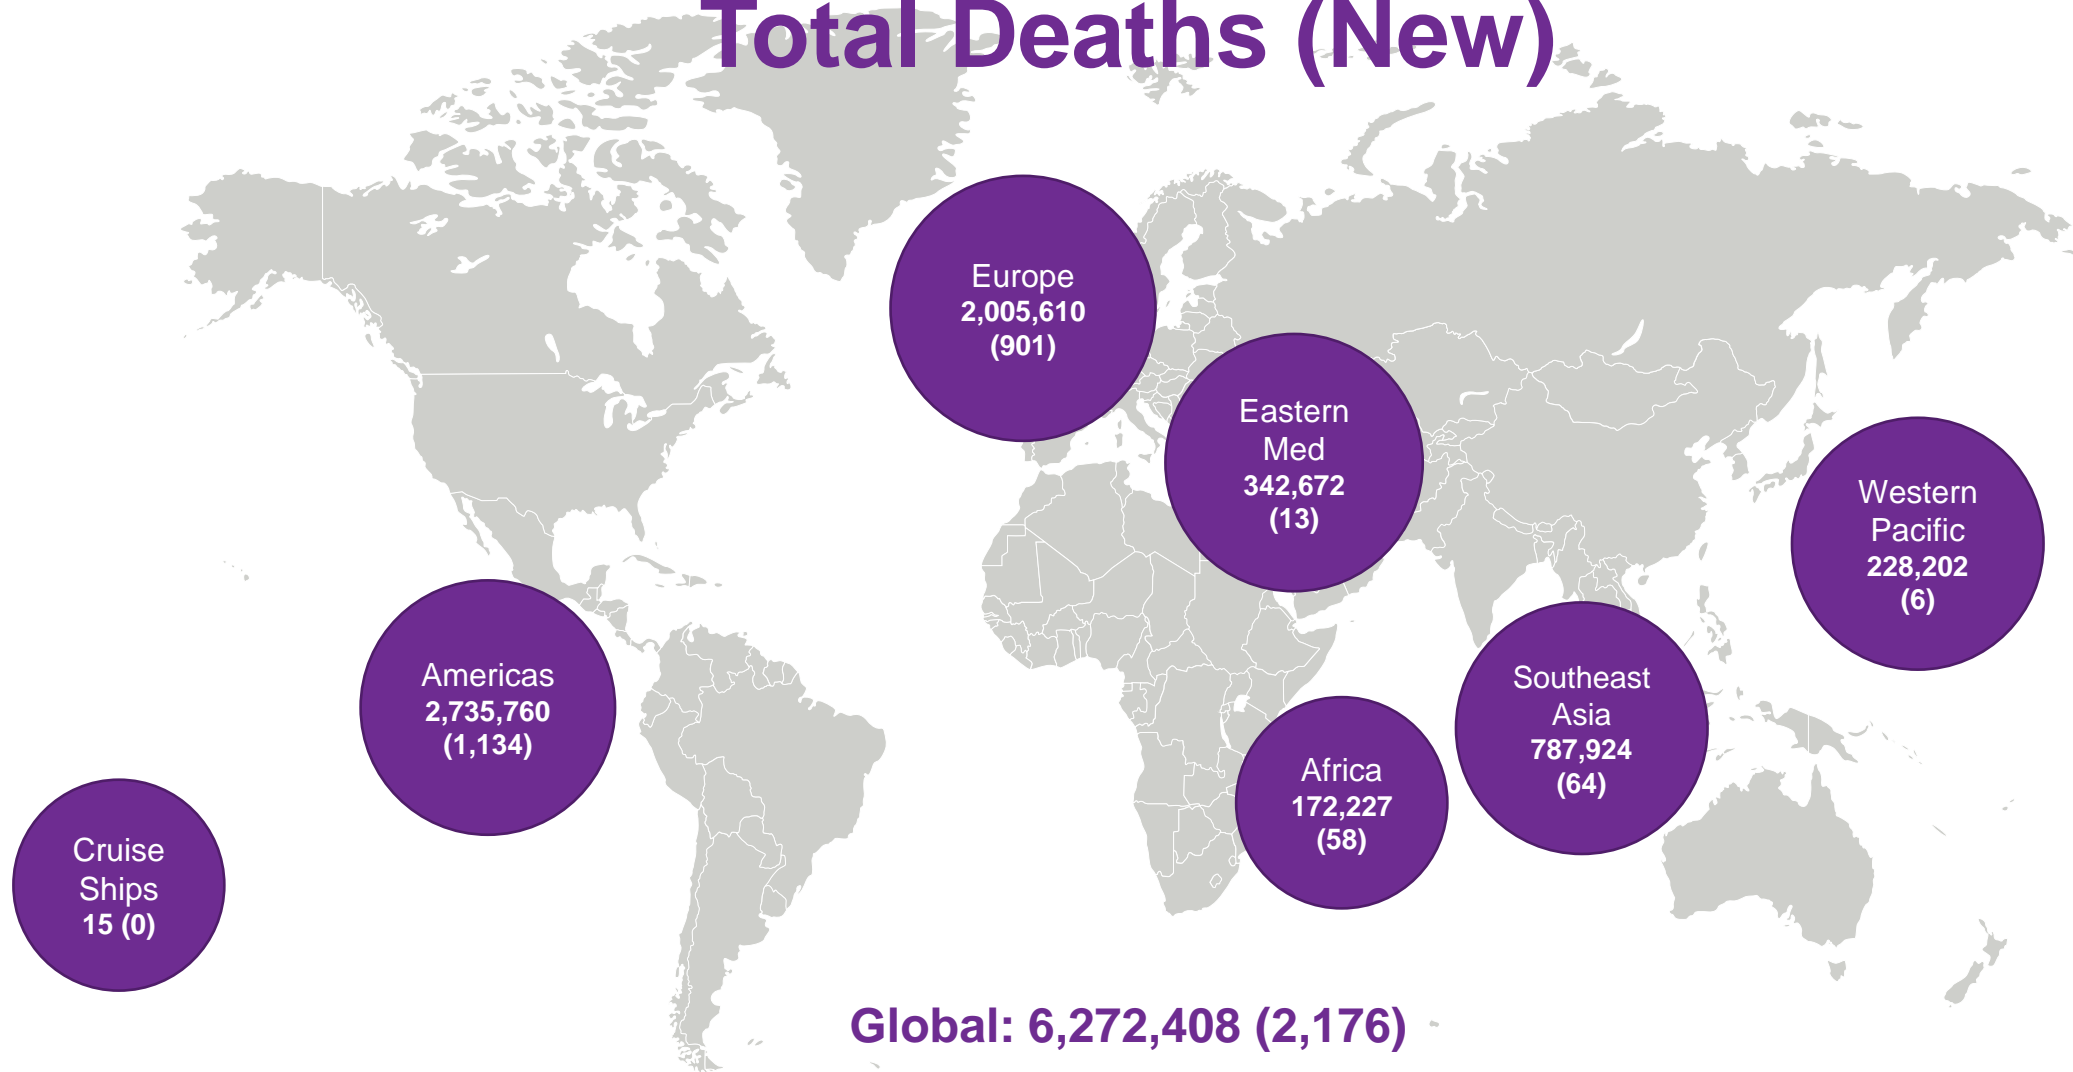 Total Deaths (New)
Europe
2,005,610
(901)
Eastern
Med
342,672
(13)
Western
Pacific
228,202
(6)
Americas
2,735,760
(1,134)
Southeast
Asia
787,924
(64)
Africa
172,227
(58)
Cruise
Ships
15 (0)
Global: 6,272,408 (2,176)